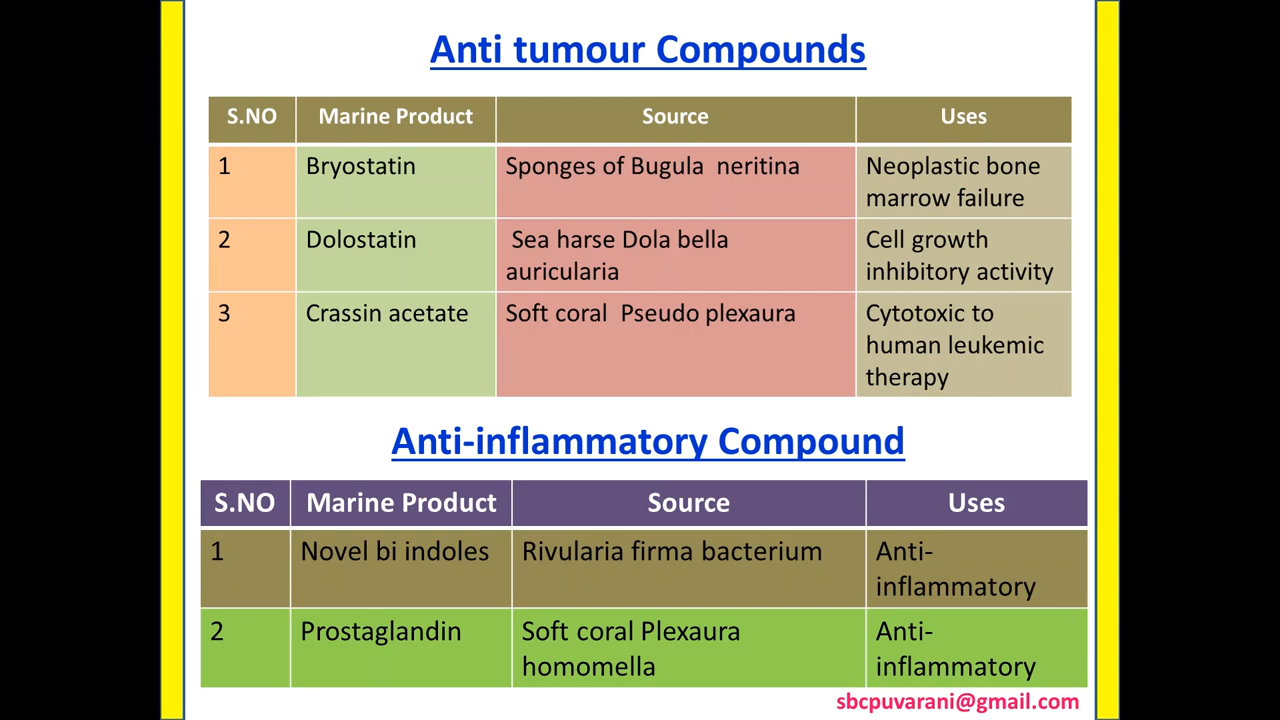 Anti tumour Compounds
S.NO Marine Product Source Uses
1 Bryostatin Sponges of Bugula neritina Neoplastic bone
marrow failure
2 Dolostatin Sea harse Dola bella Cell growth
auricularia inhibitory activity
3 Crassin acetate Soft coral Pseudo plexaura Cytotoxic to
human leukemic
therapy
Anti-inflammatory Compound
S.NO Marine Product Source Uses
1 Novel bi indoles Rivularia firma bacterium Anti-
inflammatory
2 Prostaglandin Soft coral Plexaura Anti-
homomella inflammatory
sbcpuvarani@gmail.com